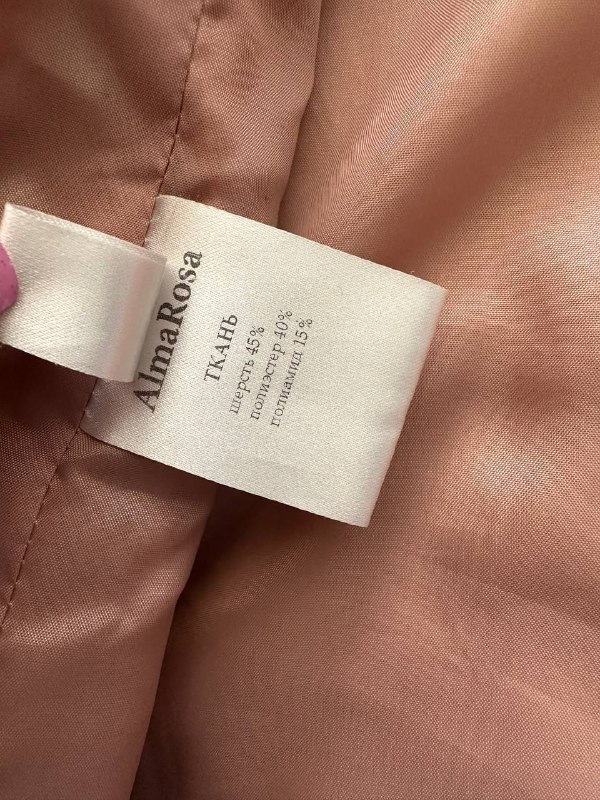 AlmaRosa
ТКАНЬ
шерсть 45%
полиэстер 40%
полиамид 15%